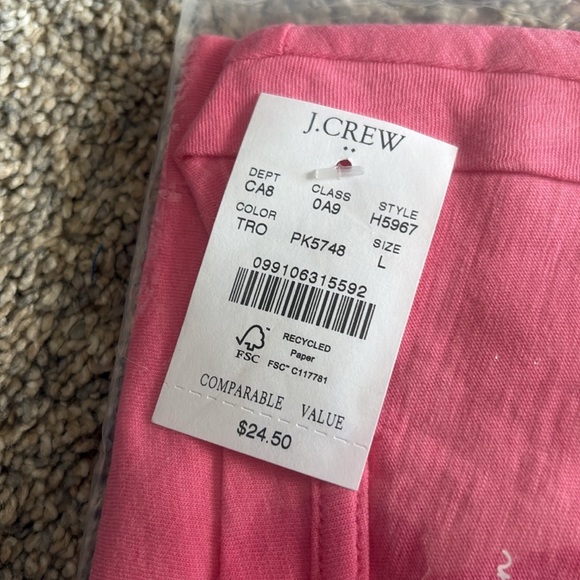 J.CREW
DEPT CLASS STYLE
CA8 0A9 H5967
COLOR SIZE
TRO PK5748 L
099106315592
FSC RECYCLED
Paper
FSC™ C117781
COMPARABLE VALUE
$24.50